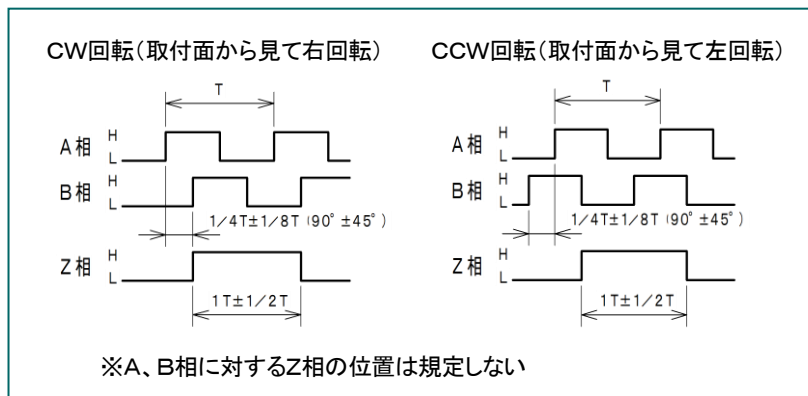 CW回転(取付面から見て右回転)
T
A相 H L
B相 H L
1/4T±1/8T (90°±45°)
Z相 H L
1T±1/2T
CCW回転(取付面から見て左回転)
T
A相 H L
B相 H L
1/4T±1/8T (90°±45°)
Z相 H L
1T±1/2T
※A、B相に対するZ相の位置は規定しない